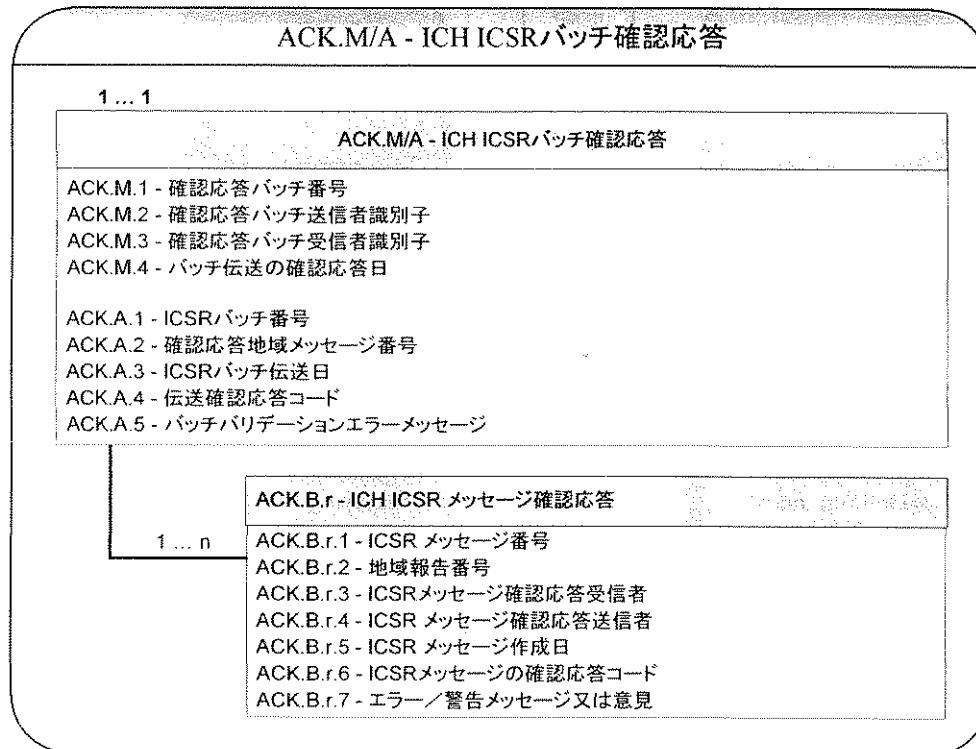 ACK.M/A - ICH ICSRバッチ確認応答
1 ... 1
ACK.M/A - ICH ICSRバッチ確認応答
ACK.M.1 - 確認応答バッチ番号
ACK.M.2 - 確認応答バッチ送信者識別子
ACK.M.3 - 確認応答バッチ受信者識別子
ACK.M.4 - バッチ伝送の確認応答日
ACK.A.1 - ICSRバッチ番号
ACK.A.2 - 確認応答地域メッセージ番号
ACK.A.3 - ICSRバッチ伝送日
ACK.A.4 - 伝送確認応答コード
ACK.A.5 - バッチバリデーションエラーメッセージ
ACK.B.r - ICH ICSR メッセージ確認応答
1 ... n
ACK.B.r.1 - ICSR メッセージ番号
ACK.B.r.2 - 地域報告番号
ACK.B.r.3 - ICSRメッセージ確認応答受信者
ACK.B.r.4 - ICSR メッセージ確認応答送信者
ACK.B.r.5 - ICSR メッセージ作成日
ACK.B.r.6 - ICSRメッセージの確認応答コード
ACK.B.r.7 - エラー／警告メッセージ又は意見